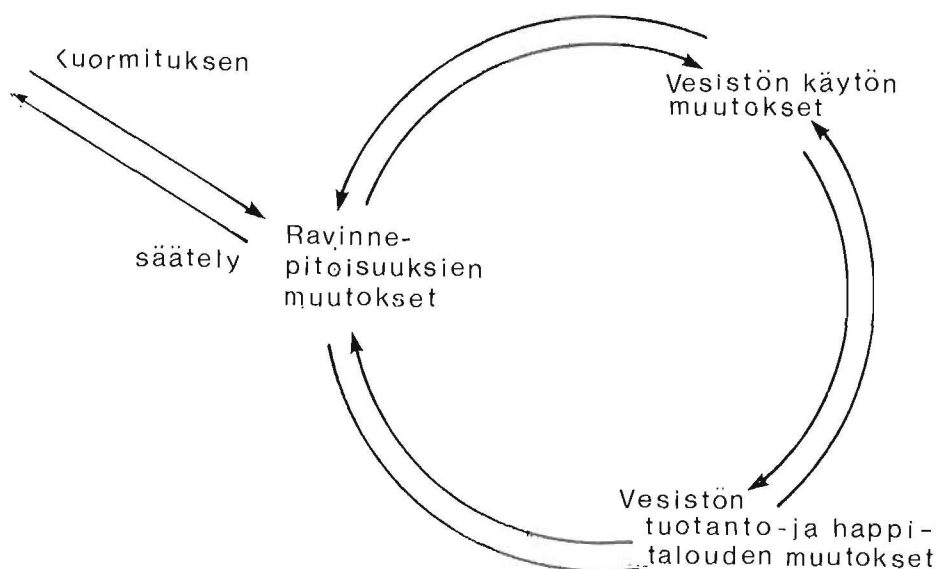 Kuormituksen
säätely
Ravinne-
pitoisuuksien
muutokset
Vesistön käytön
muutokset
Vesistön
tuotanto-ja happi-
talouden muutokset